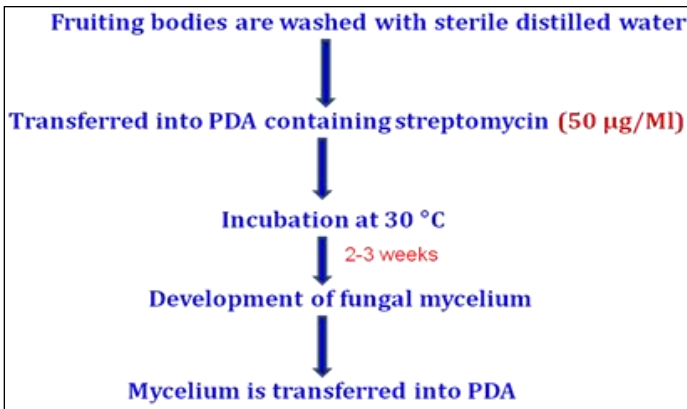 Fruiting bodies are washed with sterile distilled water
Transferred into PDA containing streptomycin (50 µg/Ml)
Incubation at 30 °C
2-3 weeks
Development of fungal mycelium
Mycelium is transferred into PDA